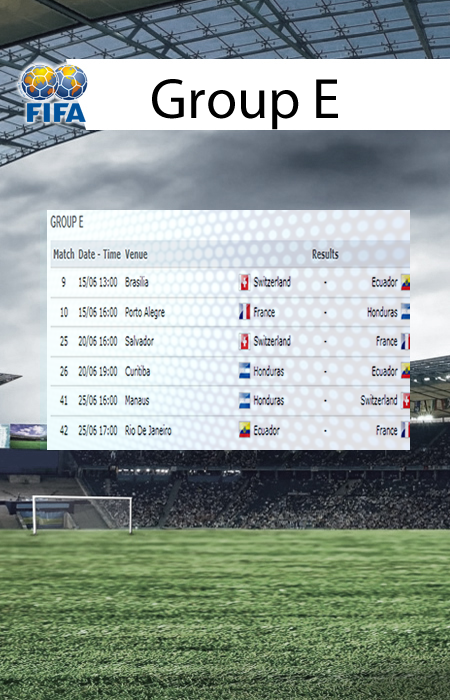 FIFA
Group E
GROUP E
Match Date - Time Venue Results
9 15/06 13:00 Brasilia Switzerland - Ecuador
10 15/06 16:00 Porto Alegre France - Honduras
25 20/06 16:00 Salvador Switzerland - France
26 20/06 19:00 Curitiba Honduras - Ecuador
41 25/06 16:00 Manaus Honduras - Switzerland
42 25/06 17:00 Rio De Janeiro Ecuador - France